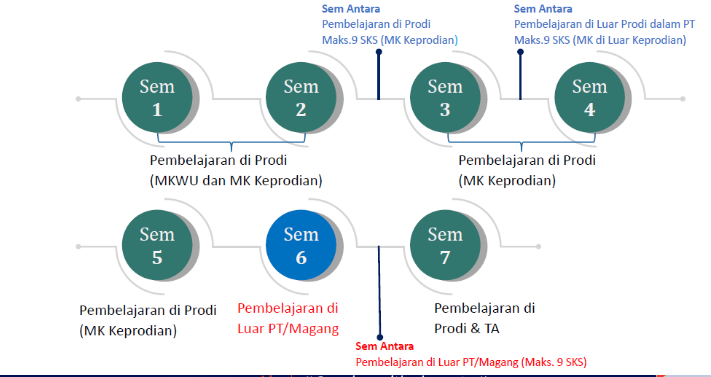 Sem Antara
Pembelajaran di Prodi
Maks.9 SKS (MK Keprodian)
Sem Antara
Pembelajaran di Luar Prodi dalam PT
Maks.9 SKS (MK di Luar Keprodian)
Sem
1
Sem
2
Sem
3
Sem
4
Pembelajaran di Prodi
(MKWU dan MK Keprodian)
Pembelajaran di Prodi
(MK Keprodian)
Sem
5
Sem
6
Sem
7
Pembelajaran di Prodi
(MK Keprodian)
Pembelajaran di
Luar PT/Magang
Pembelajaran di
Prodi & TA
Sem Antara
Pembelajaran di Luar PT/Magang (Maks. 9 SKS)